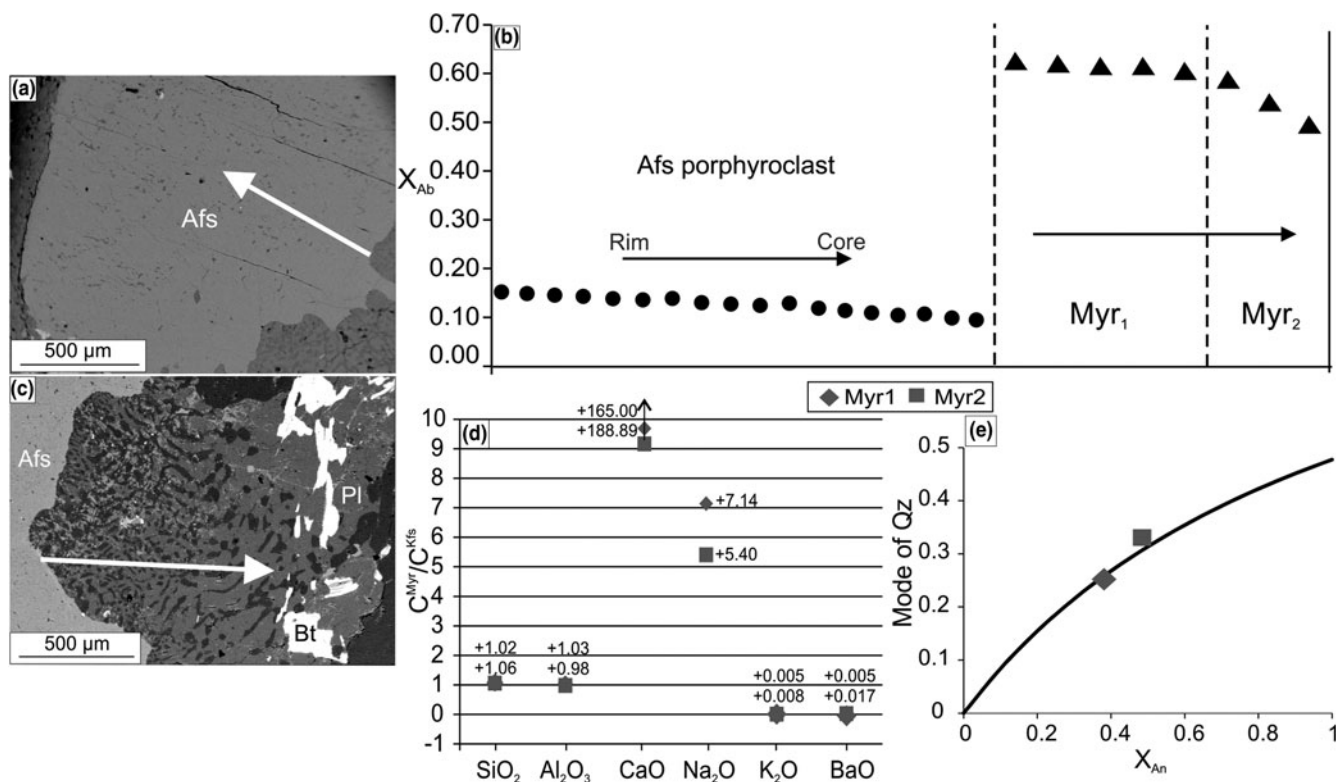 (a)
Afs
500 µm
(b)
0.70
0.60
0.50
0.40
0.30
0.20
0.10
0.00
X_Ab
Afs porphyroclast
Rim
Core
Myr₁
Myr₂
(c)
Afs
Pl
Bt
500 µm
Myr1
Myr2
(d)
10
9
8
7
6
5
4
3
2
1
0
-1
C^Myr/C^Kfs
+165.00
+188.89
+7.14
+5.40
+1.02
+1.06
+1.03
+0.98
+0.005
+0.008
+0.005
+0.017
SiO₂ Al₂O₃ CaO Na₂O K₂O BaO
(e)
0.5
0.4
0.3
0.2
0.1
0
Mode of Qz
0 0.2 0.4 0.6 0.8 1
X_An